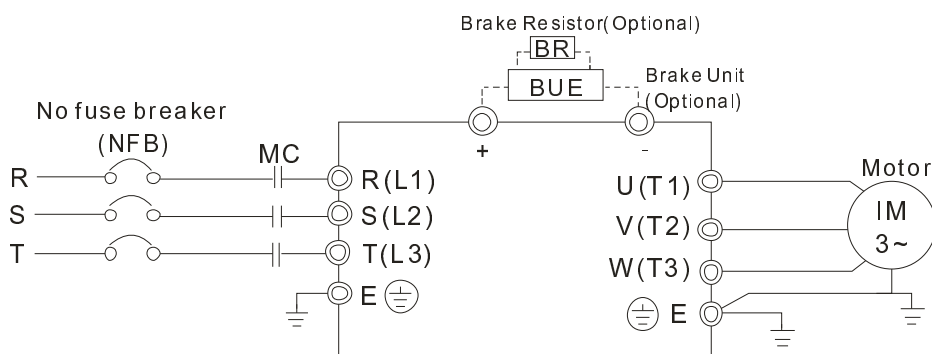 Brake Resistor(Optional)
BR
BUE
Brake Unit
(Optional)
No fuse breaker
(NFB)
MC
+
-
R
R(L1)
S
S(L2)
T
T(L3)
E
U(T1)
V(T2)
W(T3)
E
Motor
IM
3~